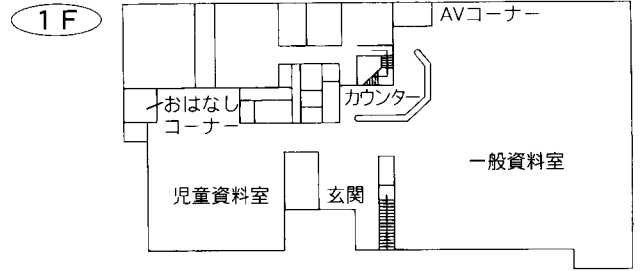 1F
AVコーナー
おはなし
コーナー
カウンター
一般資料室
児童資料室
玄関